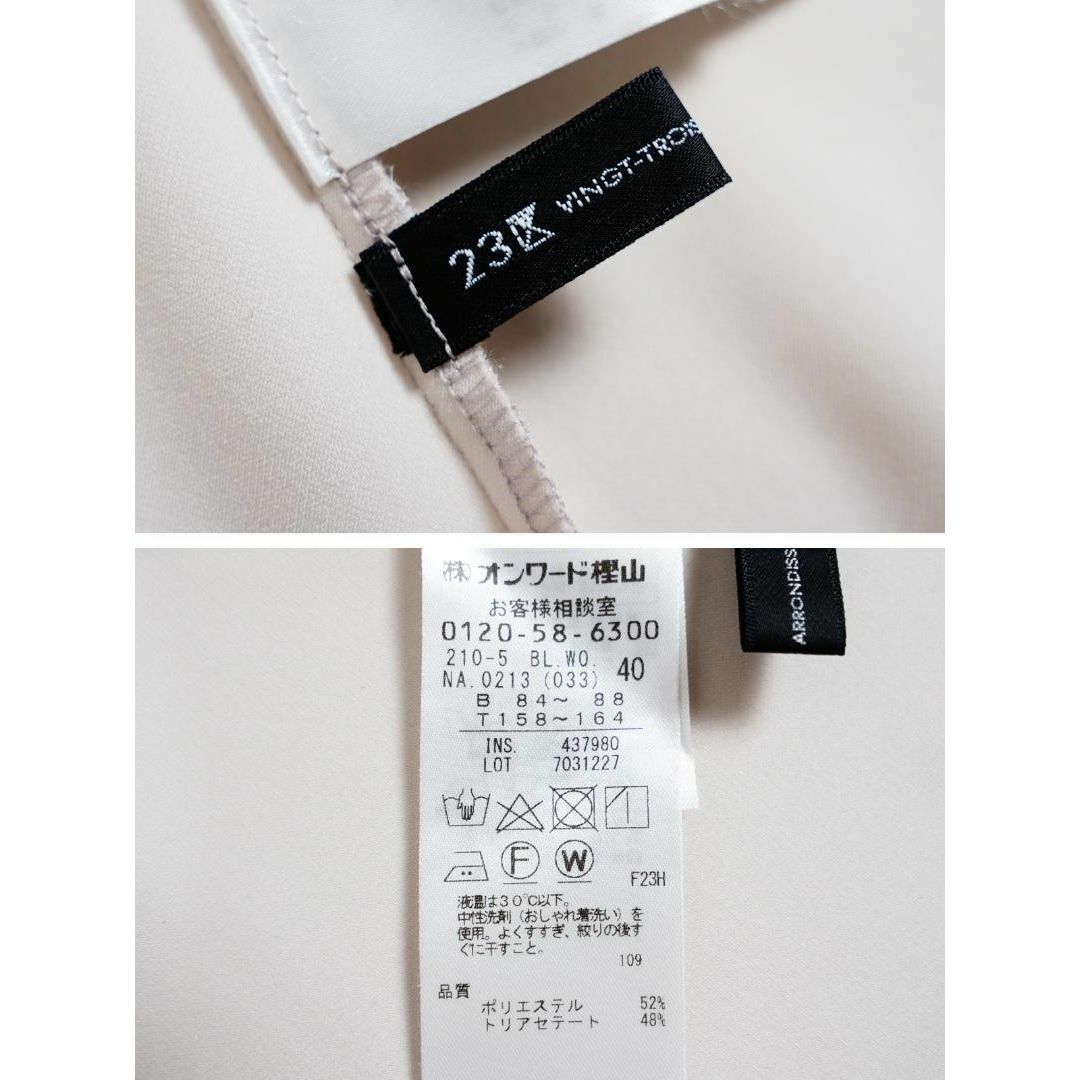 23区 VINGT-TROIS
(株)オンワード樫山
ARRONDISS
お客様相談室
0120-58-6300
210-5 BL.WO. 40
NA.0213 (033)
B 84～ 88
T158～164
INS. 437980
LOT 7031227
F
W
F23H
液温は30℃以下。
中性洗剤（おしゃれ着洗い）を
使用。よくすすぎ、絞りの後す
ぐに干すこと。
109
品質
ポリエステル 52%
トリアセテート 48%